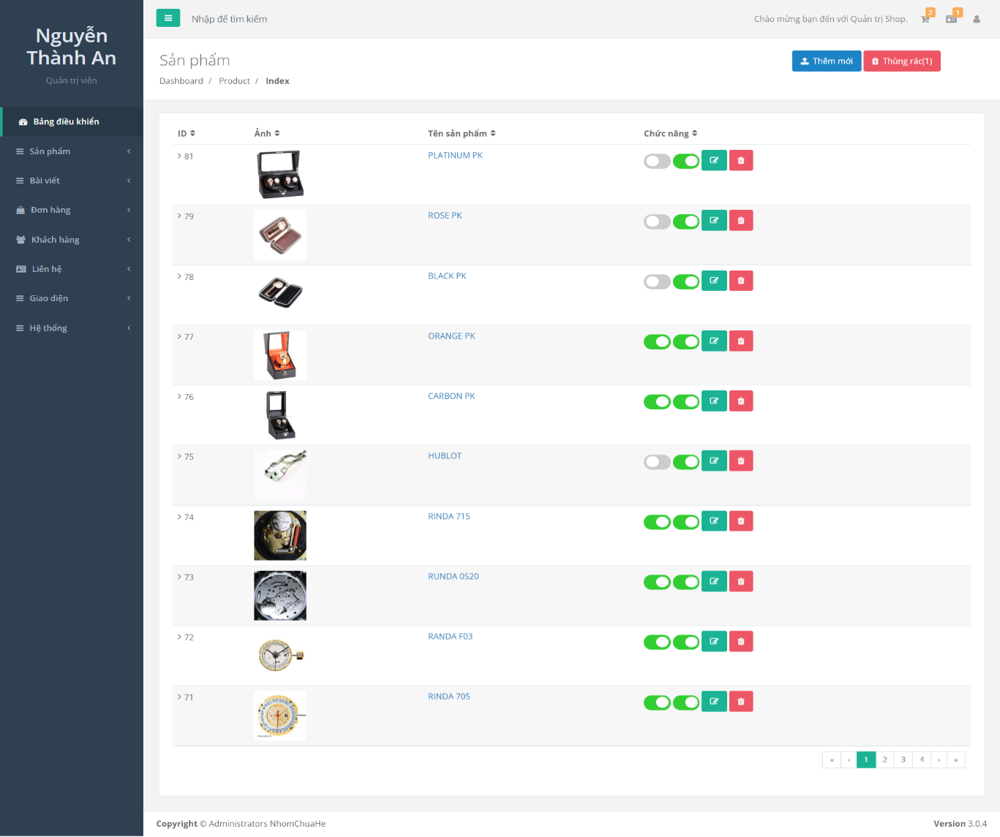 Nguyễn
Thành An
Quản trị viên
Bảng điều khiển
Sản phẩm
Bài viết
Đơn hàng
Khách hàng
Liên hệ
Giao diện
Hệ thống
Nhập để tìm kiếm
Chào mừng bạn đến với Quản trị Shop. 2 1
Sản phẩm
Dashboard / Product / Index
Thêm mới Thùng rác(1)
ID Ảnh Tên sản phẩm Chức năng
81 PLATINUM PK
79 ROSE PK
78 BLACK PK
77 ORANGE PK
76 CARBON PK
75 HUBLOT
74 RINDA 715
73 RUNDA 0S20
72 RANDA F03
71 RINDA 705
« ‹ 1 2 3 4 › »
Copyright © Administrators NhomChuaHe
Version 3.0.4